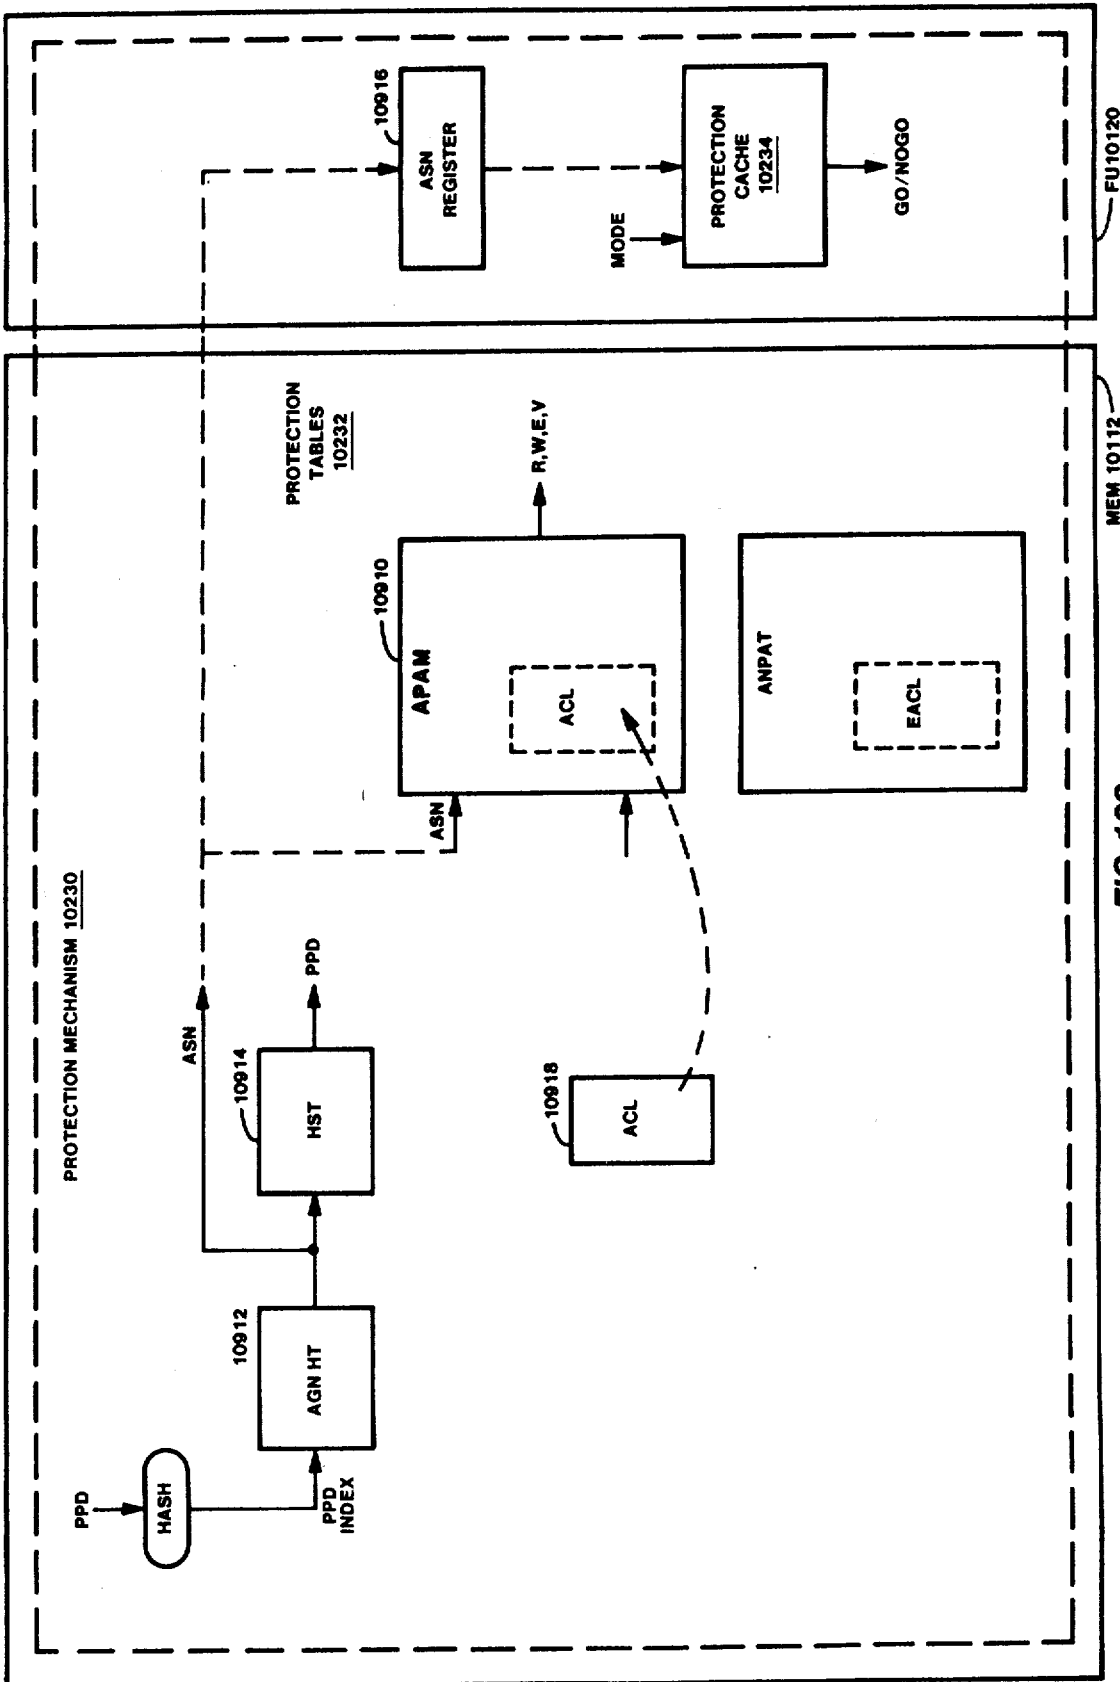 PROTECTION MECHANISM 10230
PPD
HASH
PPD
INDEX
10912
AGN HT
ASN
10914
HST
PPD
PROTECTION
TABLES
10232
10916
ASN
REGISTER
10910
APAM
ASN
ACL
R,W,E,V
10918
ACL
MODE
PROTECTION
CACHE
10234
GO/NOGO
ANPAT
EACL
MEM 10112
FU10120